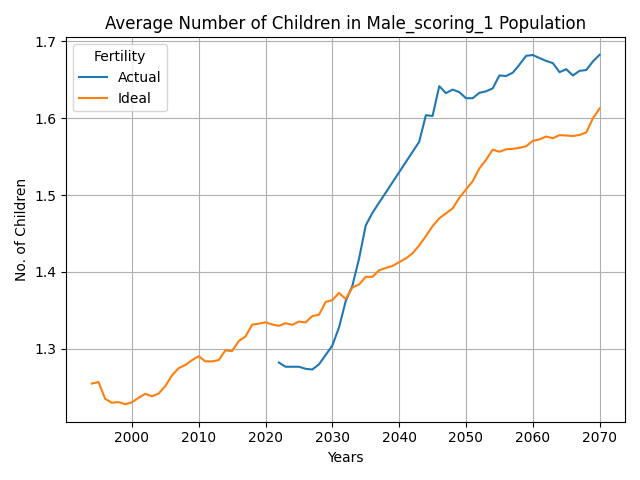 Average Number of Children in Male_scoring_1 Population
Fertility
Actual
Ideal
No. of Children
1.7
1.6
1.5
1.4
1.3
2000 2010 2020 2030 2040 2050 2060 2070
Years